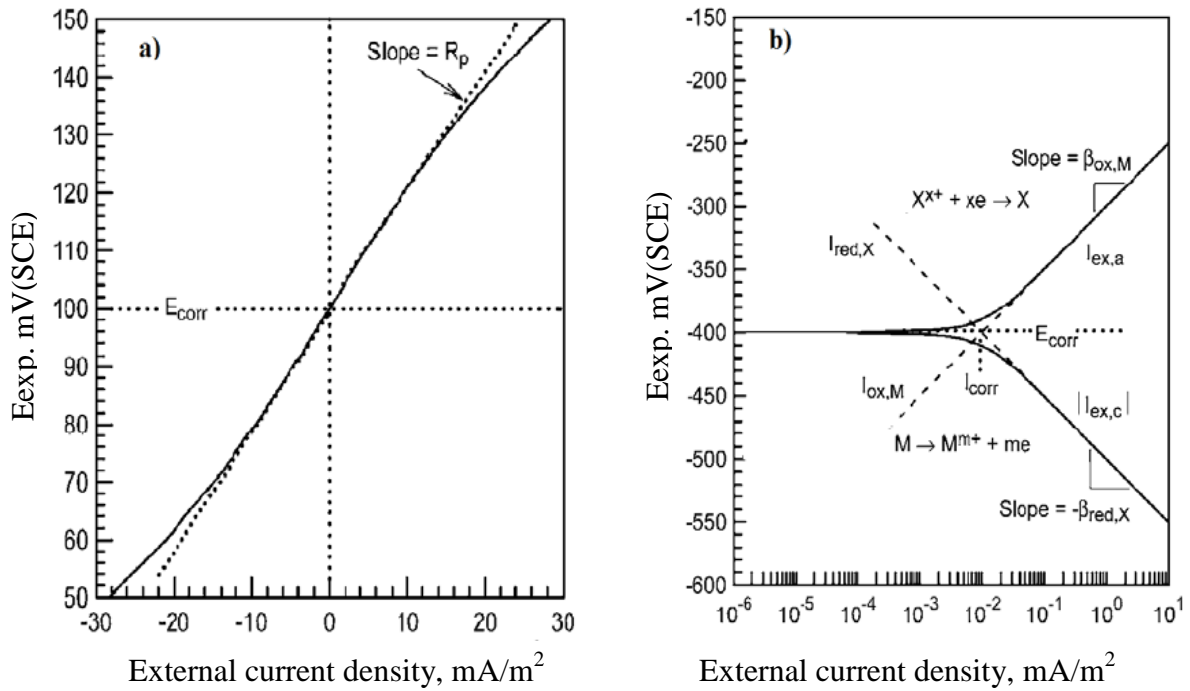 a)
Slope = Rp
Ecorr
Eexp. mV(SCE)
150
140
130
120
110
100
90
80
70
60
50
-30
-20
-10
0
10
20
30
External current density, mA/m²
b)
Slope = βox,M
Xˣ⁺ + xe → X
Ired,X
Iex,a
Ecorr
Iox,M
Icorr
|Iex,c|
M → Mᵐ⁺ + me
Slope = -βred,X
Eexp. mV(SCE)
-150
-200
-250
-300
-350
-400
-450
-500
-550
-600
10⁻⁶
10⁻⁵
10⁻⁴
10⁻³
10⁻²
10⁻¹
10⁰
10¹
External current density, mA/m²